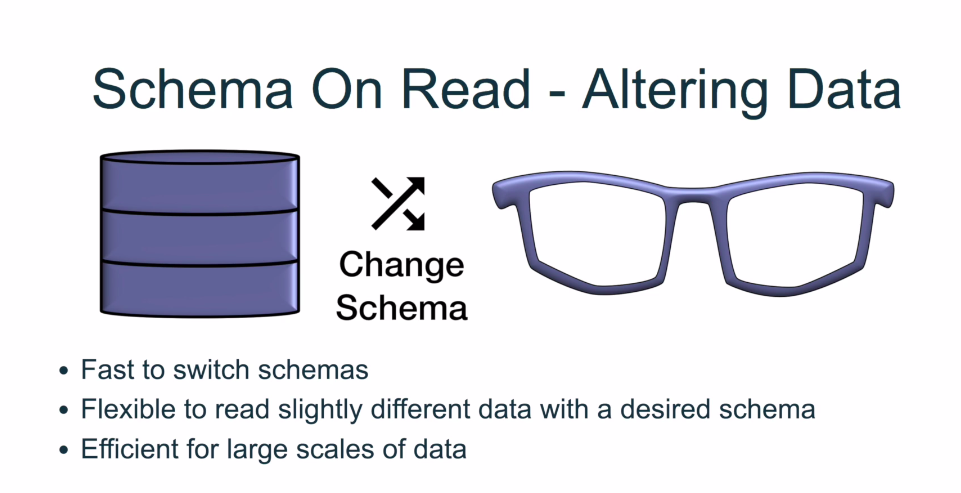 Schema On Read - Altering Data
Change
Schema
• Fast to switch schemas
• Flexible to read slightly different data with a desired schema
• Efficient for large scales of data